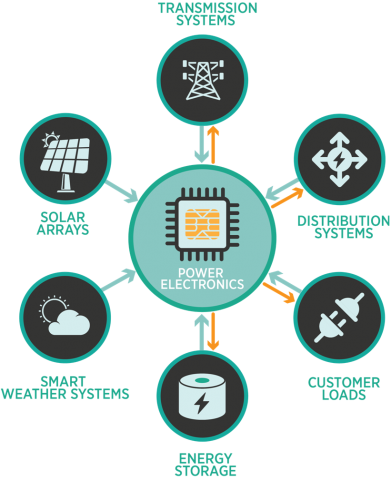 TRANSMISSION
SYSTEMS
SOLAR
ARRAYS
DISTRIBUTION
SYSTEMS
POWER
ELECTRONICS
SMART
WEATHER SYSTEMS
CUSTOMER
LOADS
ENERGY
STORAGE